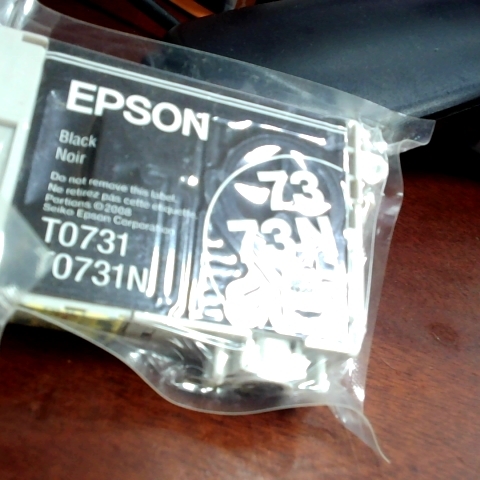 EPSON
Black
Noir
Do not remove this label.
Ne retirez pas cette étiquette
Portions ©2008
Seiko Epson Corporation
T0731
T0731N
73
73N